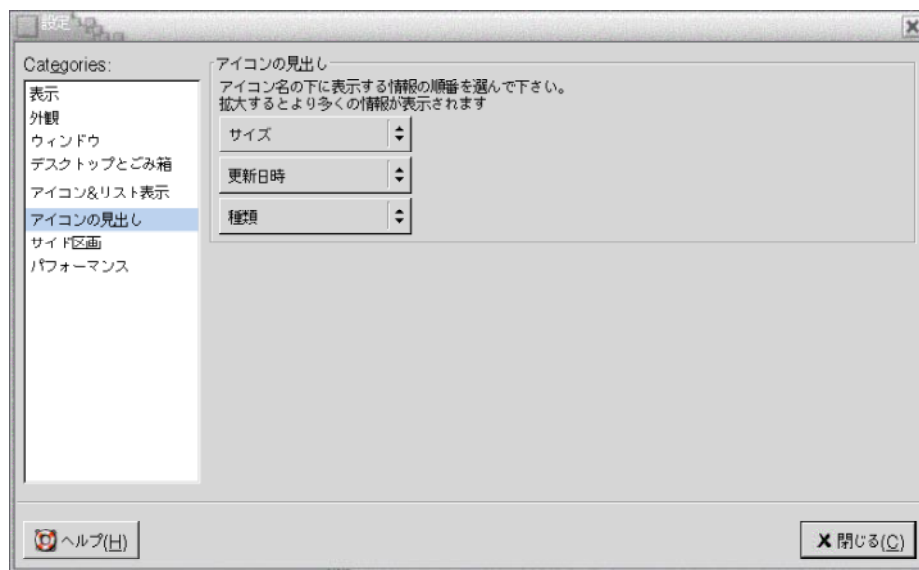 設定
Categories:
表示
外観
ウィンドウ
デスクトップとごみ箱
アイコン&リスト表示
アイコンの見出し
サイド区画
パフォーマンス
アイコンの見出し
アイコン名の下に表示する情報の順番を選んで下さい。
拡大するとより多くの情報が表示されます
サイズ
更新日時
種類
ヘルプ(H)
閉じる(C)